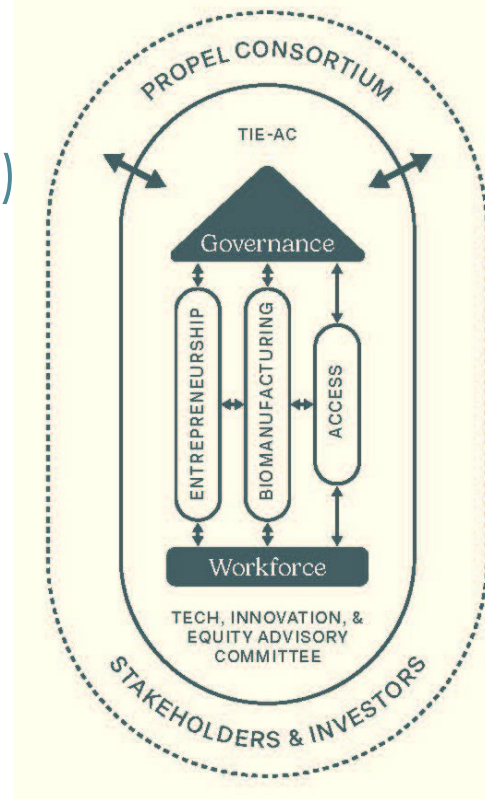 PROPEL CONSORTIUM
TIE-AC
)
Governance
ENTREPRENEURSHIP
BIOMANUFACTURING
ACCESS
Workforce
TECH, INNOVATION, &
EQUITY ADVISORY
COMMITTEE
STAKEHOLDERS & INVESTORS